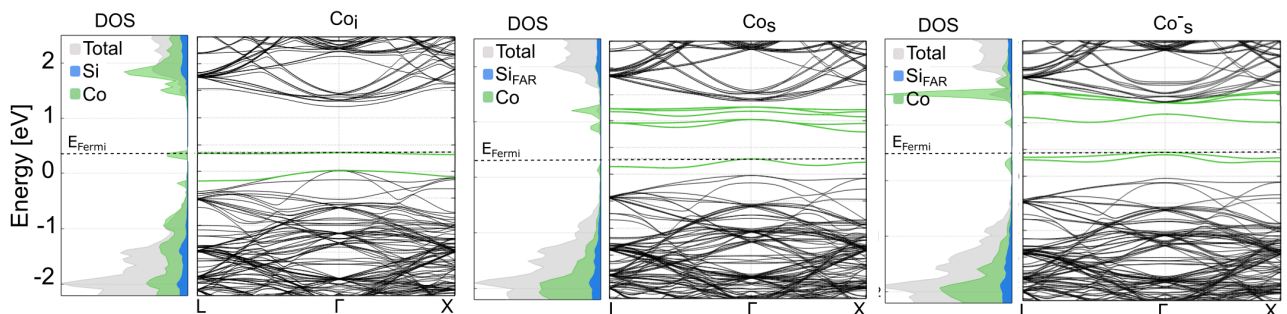 DOS
Co_i
DOS
Co_s
DOS
Co⁻_s
Total
Si
Co
Total
Si_FAR
Co
Total
Si_FAR
Co
E_Fermi
E_Fermi
E_Fermi
Energy [eV]
2
1
0
-1
-2
L
Γ
X
Γ
X
Γ
X